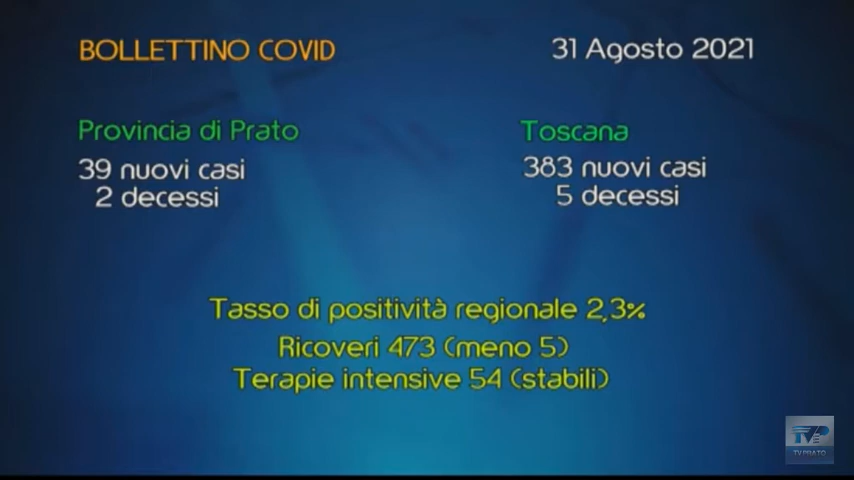 BOLLETTINO COVID
31 Agosto 2021
Provincia di Prato
39 nuovi casi
2 decessi
Toscana
383 nuovi casi
5 decessi
Tasso di positività regionale 2,3%
Ricoveri 473 (meno 5)
Terapie intensive 54 (stabili)
TVP
TV PRATO